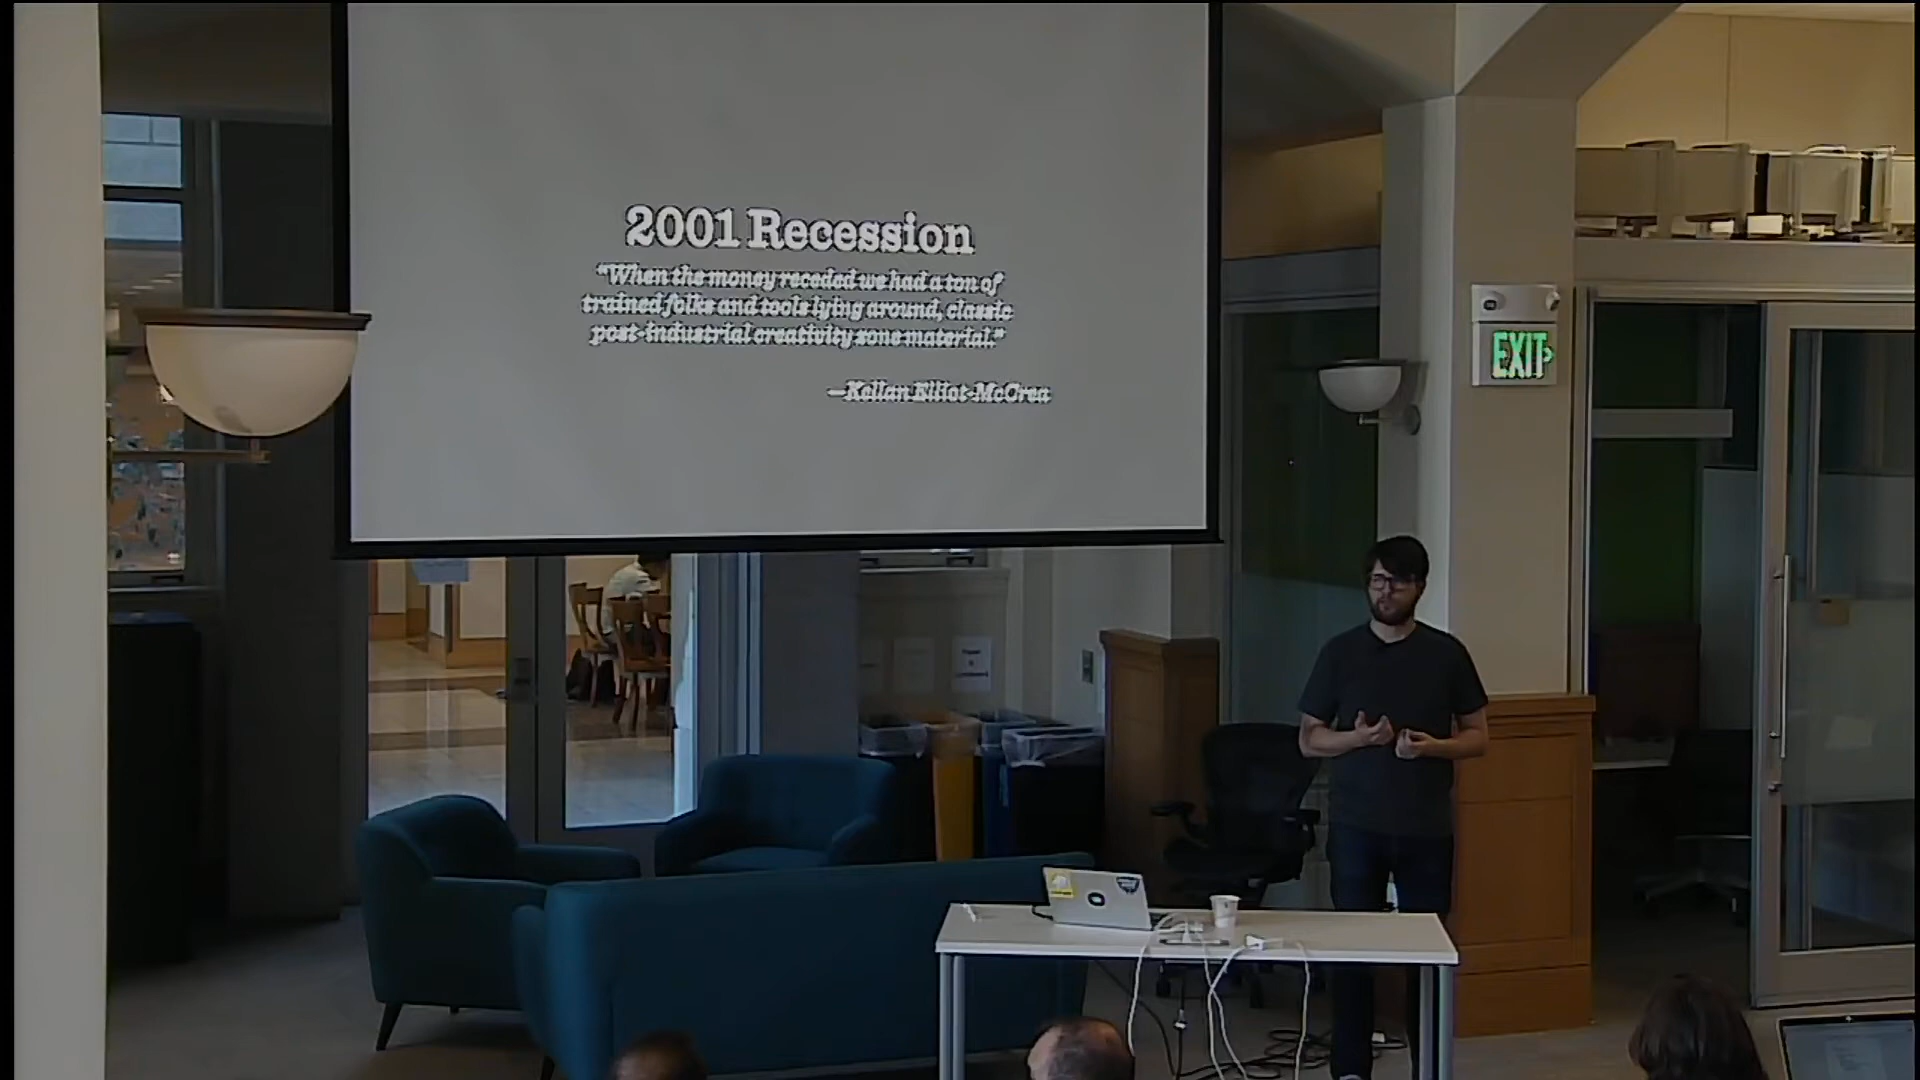 2001 Recession
"When the money receded we had a ton of
trained folks and tools lying around, classic
post-industrial creativity zone material."
—Kellan Elliot-McCrea
EXIT